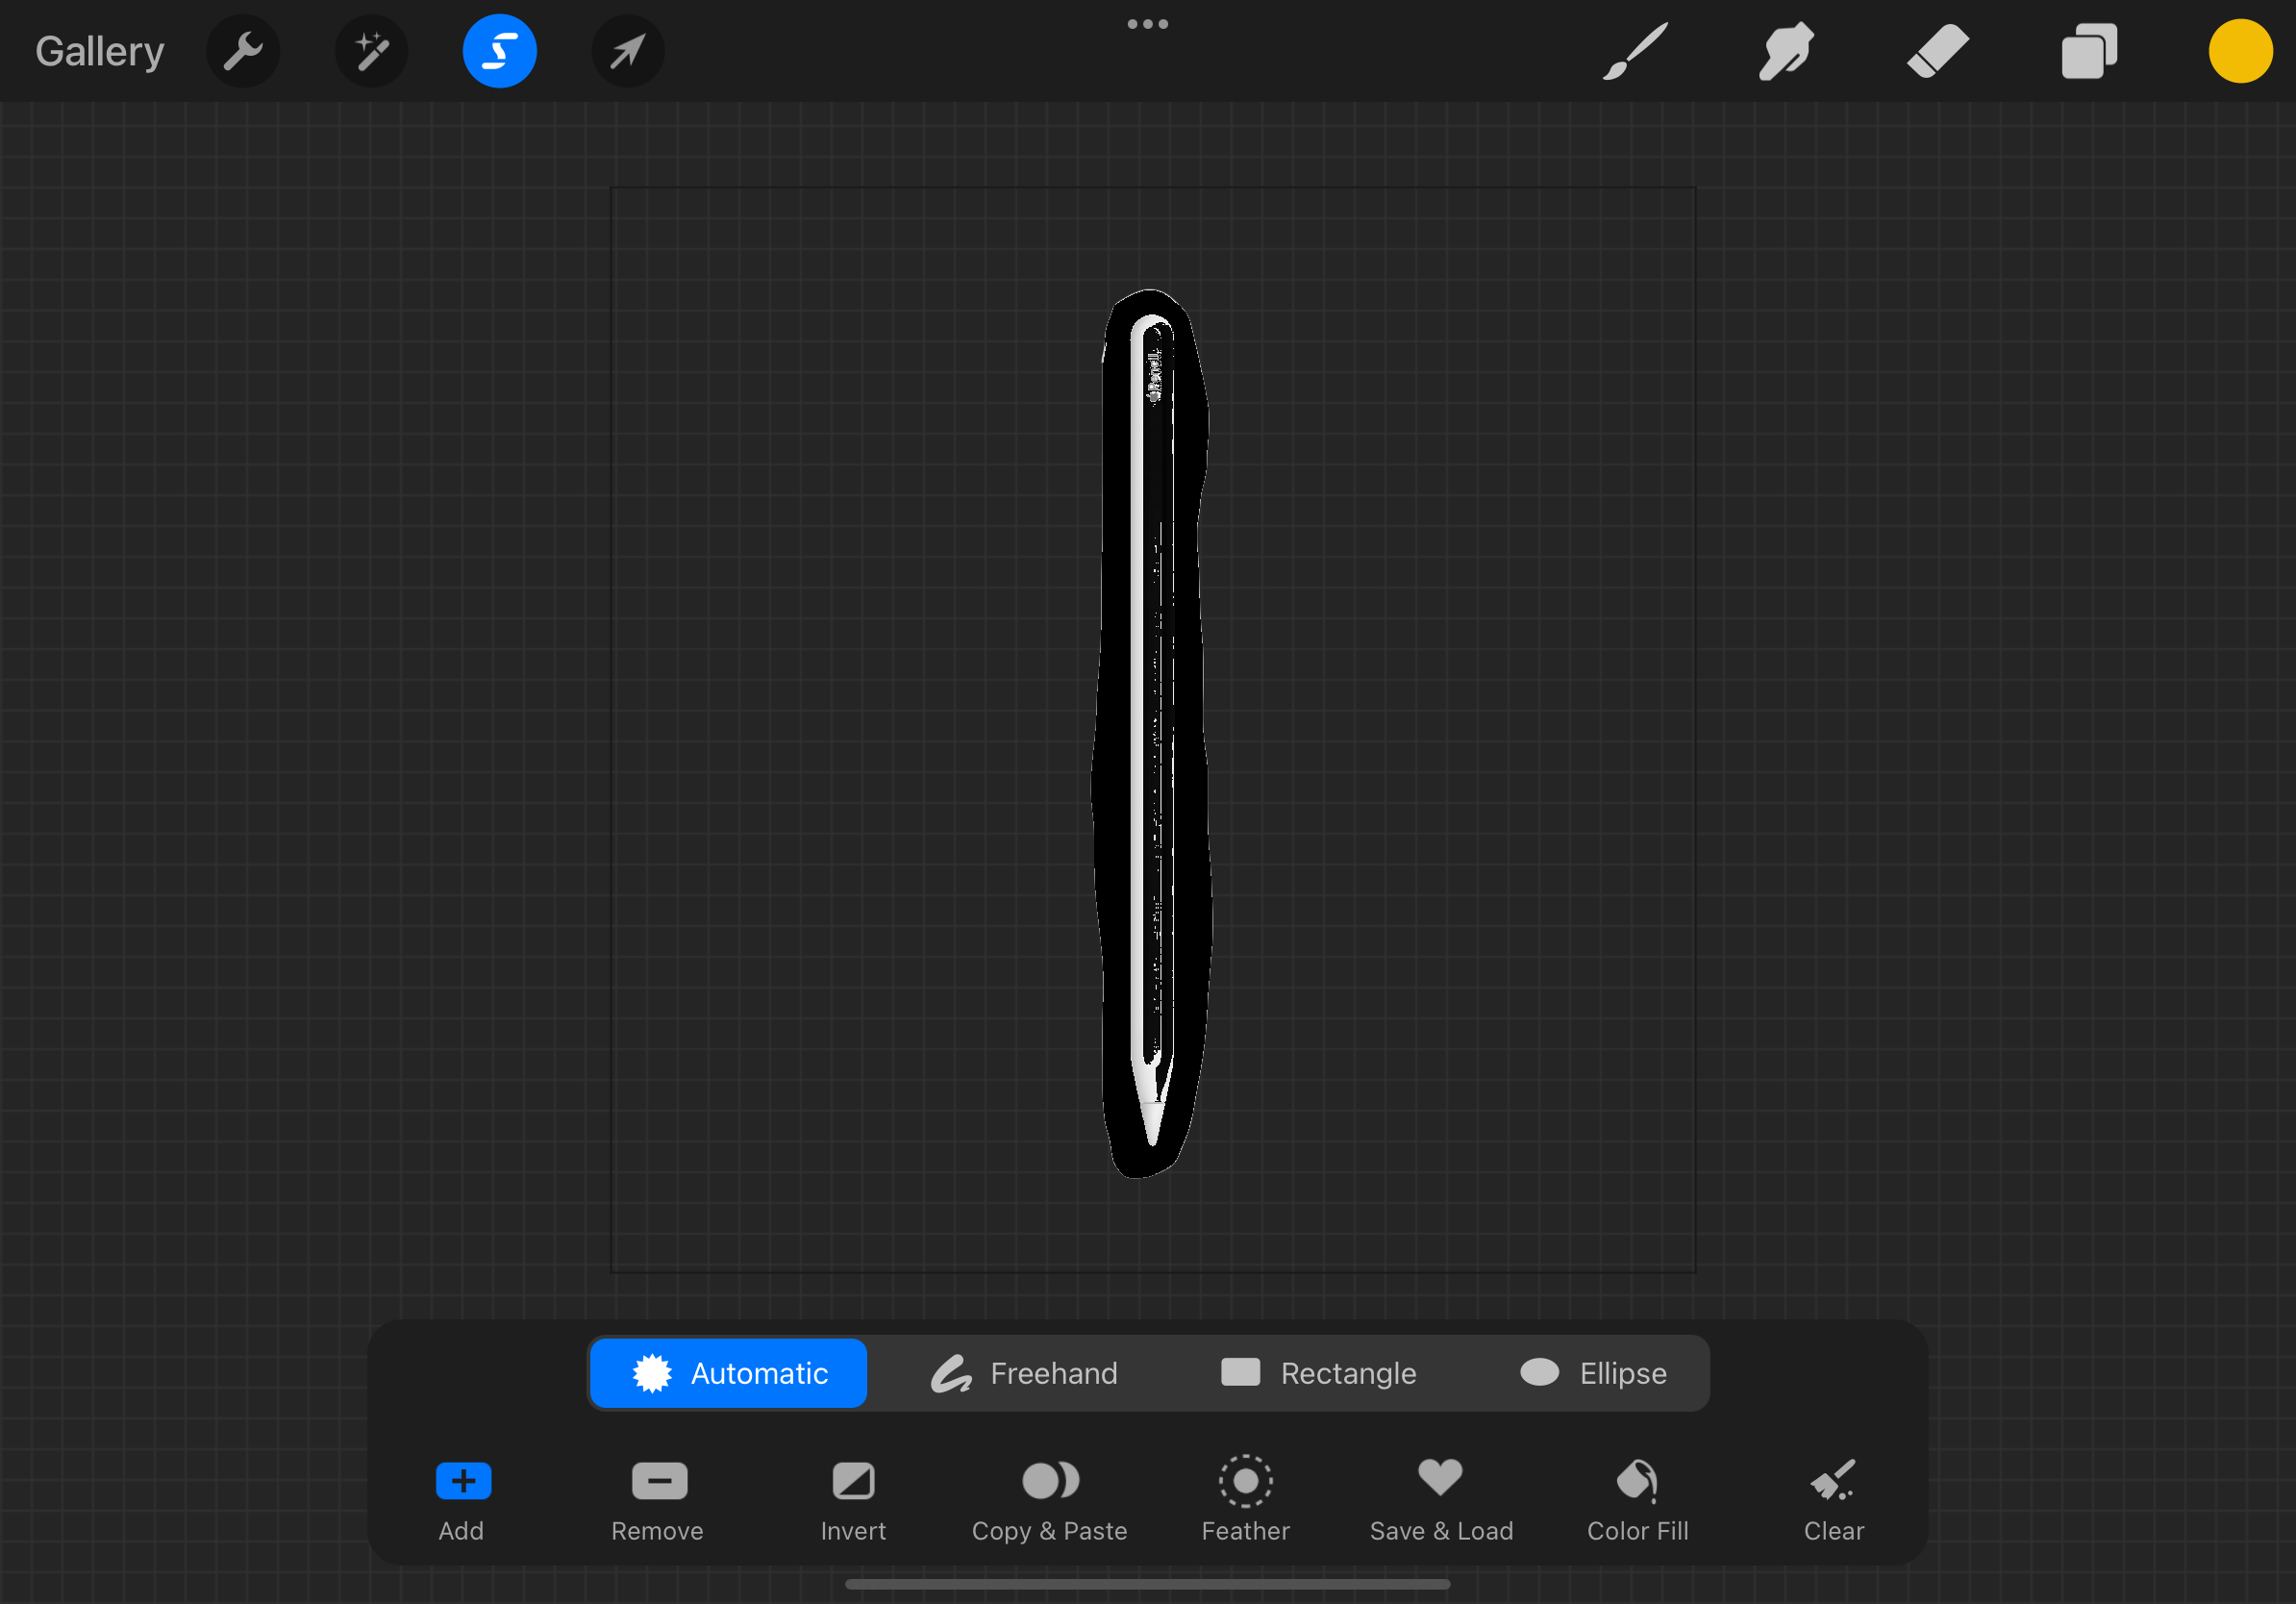 Gallery
Automatic Freehand Rectangle Ellipse
Add Remove Invert Copy & Paste Feather Save & Load Color Fill Clear